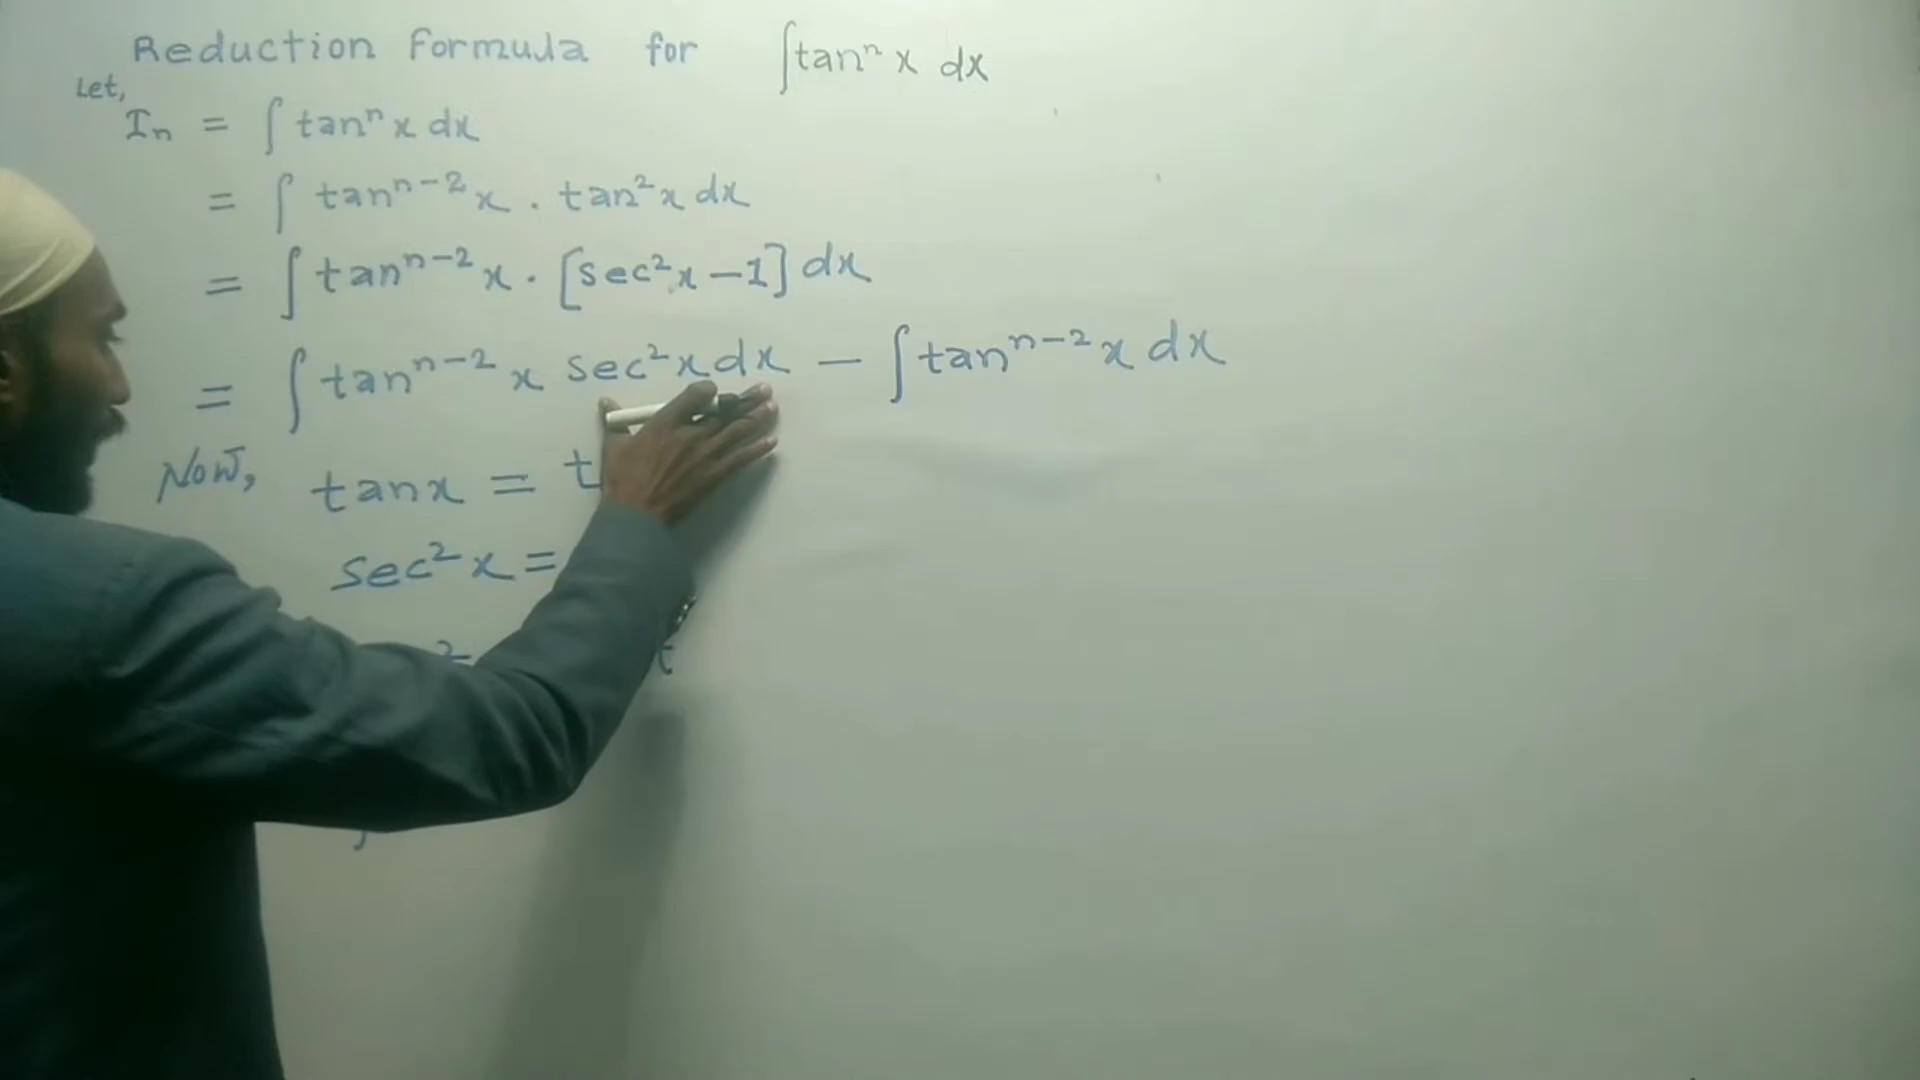 Reduction formula for ∫tanⁿ x dx
Let,
Iₙ = ∫ tanⁿ x dx
= ∫ tanⁿ⁻² x . tan² x dx
= ∫ tanⁿ⁻² x . [sec² x − 1] dx
= ∫ tanⁿ⁻² x sec² x dx − ∫ tanⁿ⁻² x dx
Now, tan x = t
sec² x =
2 t